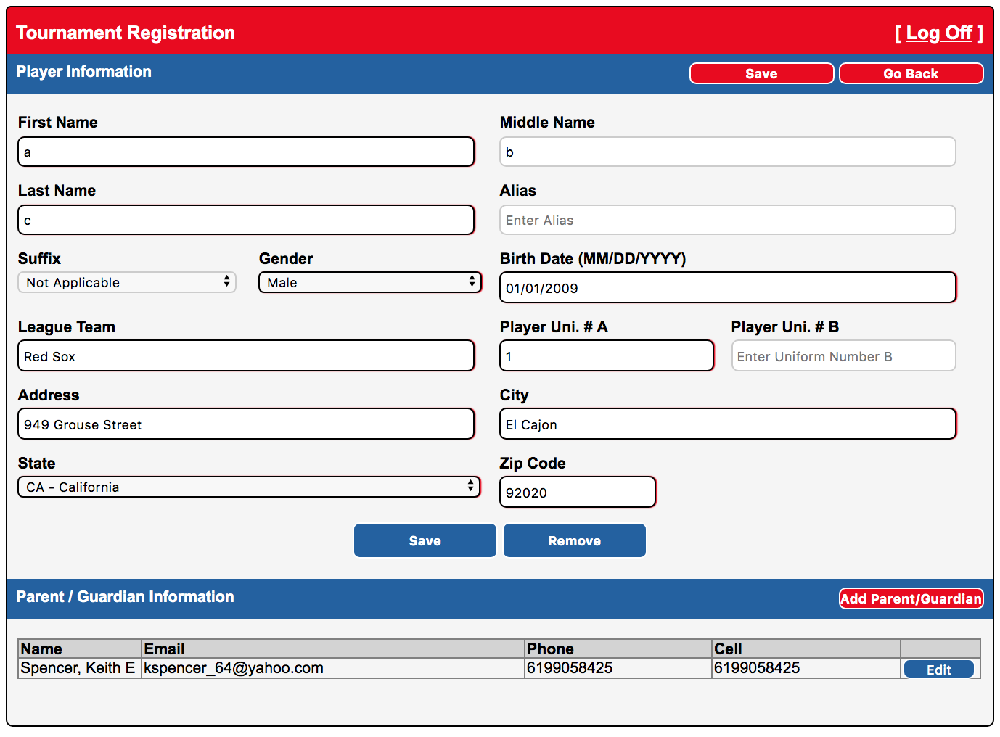 Tournament Registration [ Log Off ]
Player Information Save Go Back
First Name Middle Name
a b
Last Name Alias
c Enter Alias
Suffix Gender Birth Date (MM/DD/YYYY)
Not Applicable Male 01/01/2009
League Team Player Uni. # A Player Uni. # B
Red Sox 1 Enter Uniform Number B
Address City
949 Grouse Street El Cajon
State Zip Code
CA - California 92020
Save Remove
Parent / Guardian Information Add Parent/Guardian
Name Email Phone Cell
Spencer, Keith E kspencer_64@yahoo.com 6199058425 6199058425 Edit